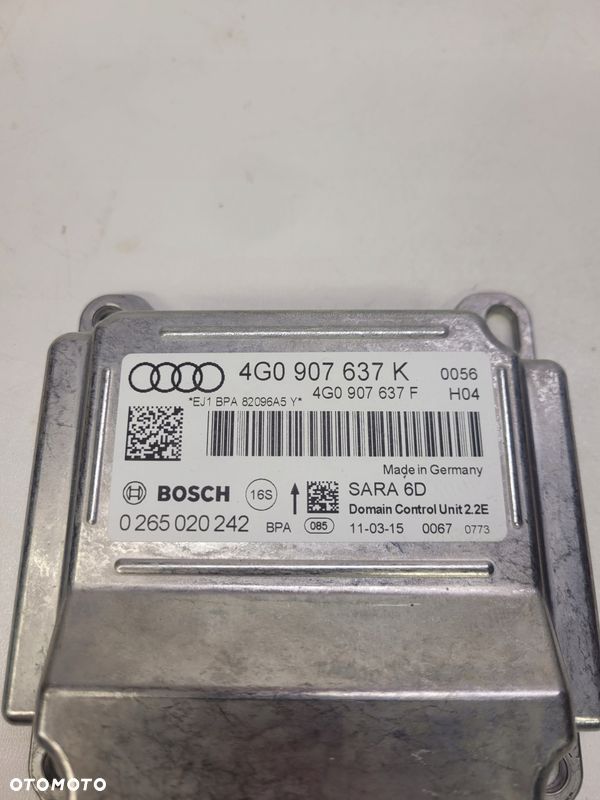 4G0 907 637 K 0056
*EJ1 BPA 82096A5 Y* 4G0 907 637 F H04
Made in Germany
BOSCH 16S SARA 6D
Domain Control Unit 2.2E
0 265 020 242 BPA 085 11-03-15 0067 0773
OTOMOTO